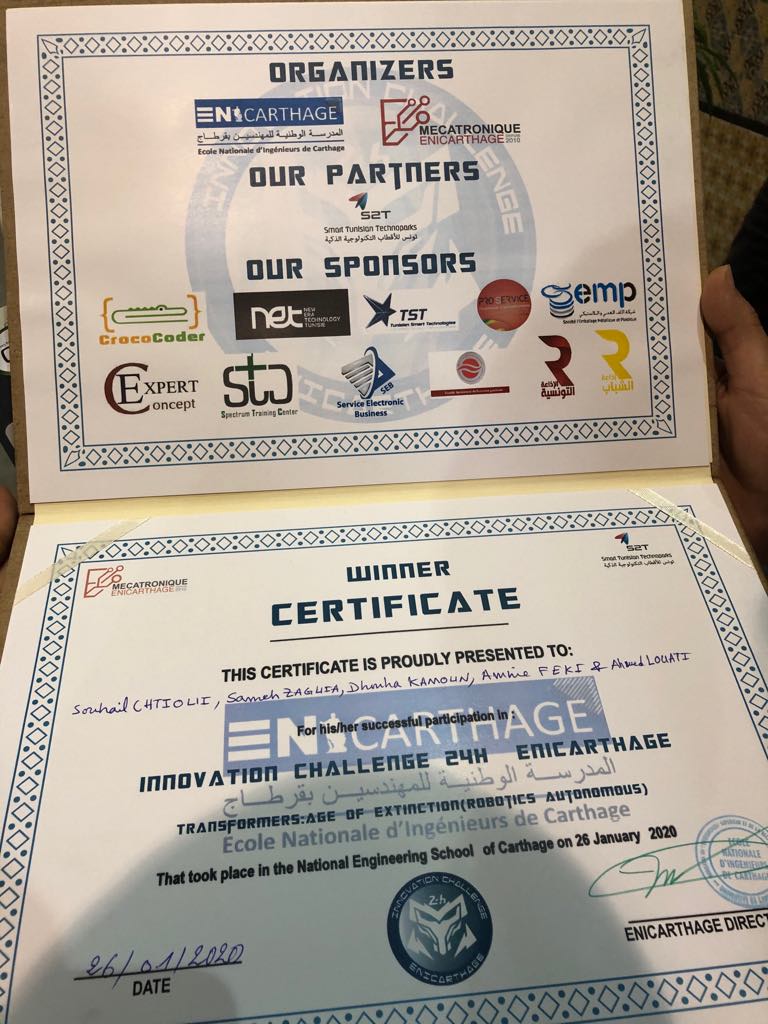 ORGANIZERS
ENICARTHAGE
المدرسة الوطنية للمهندسين بقرطاج
Ecole Nationale d'Ingénieurs de Carthage
MECATRONIQUE
ENICARTHAGE
DEPUIS 2010
OUR PARTNERS
S2T
Smart Tunisian Technoparks
تونس للأقطاب التكنولوجية الذكية
OUR SPONSORS
CrocoCoder
net NEW ERA TECHNOLOGY TUNISIE
TST
Tunisian Smart Technologies
PROSERVICE
Semp
EXPERT
Concept
STC
Spectrum Training Center
SEB
Service Electronic
Business
الإذاعة التونسية
إذاعة الشباب
MECATRONIQUE
ENICARTHAGE
S2T
Smart Tunisian Technoparks
تونس للأقطاب التكنولوجية الذكية
WINNER
CERTIFICATE
THIS CERTIFICATE IS PROUDLY PRESENTED TO:
Souhail CHTIOUI, Sameh ZAGHIA, Dhouha KAMOUN, Amine FEKI & Ahmed LOUATI
ENICARTHAGE
For his/her successful participation in :
INNOVATION CHALLENGE 24H ENICARTHAGE
المدرسة الوطنية للمهندسين بقرطاج
TRANSFORMERS:AGE OF EXTINCTION(ROBOTICS AUTONOMOUS)
Ecole Nationale d'Ingénieurs de Carthage
That took place in the National Engineering School of Carthage on 26 January 2020
ECOLE
NATIONALE
D'INGENIEURS
DE CARTHAGE
INNOVATION CHALLENGE
24h
ENICARTHAGE
ENICARTHAGE DIRECT
26/01/2020
DATE